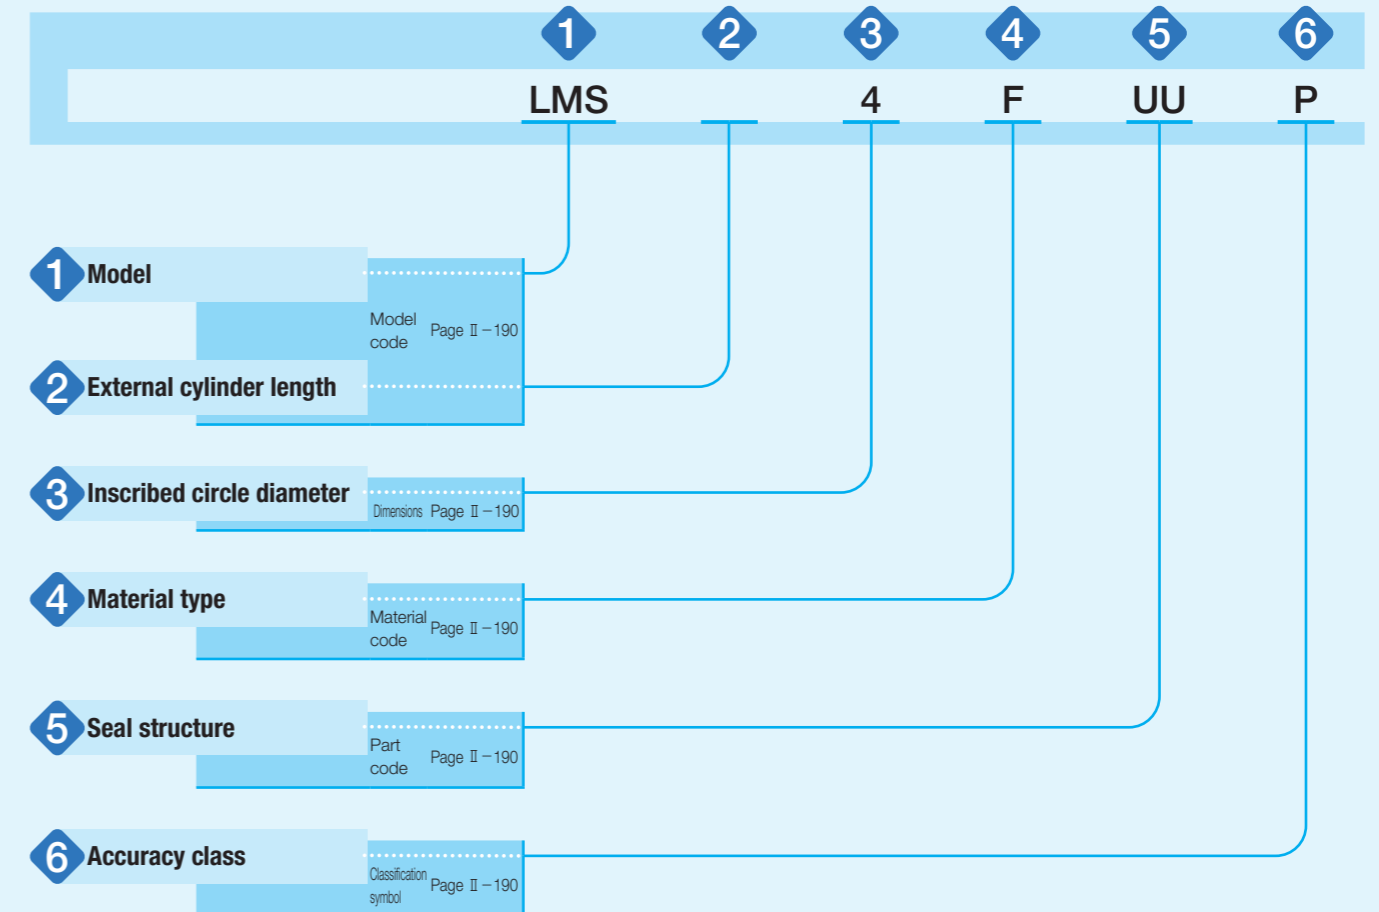 1 2 3 4 5 6
LMS 4 F UU P
1 Model
Model code Page Ⅱ－190
2 External cylinder length
3 Inscribed circle diameter
Dimensions Page Ⅱ－190
4 Material type
Material code Page Ⅱ－190
5 Seal structure
Part code Page Ⅱ－190
6 Accuracy class
Classification symbol Page Ⅱ－190